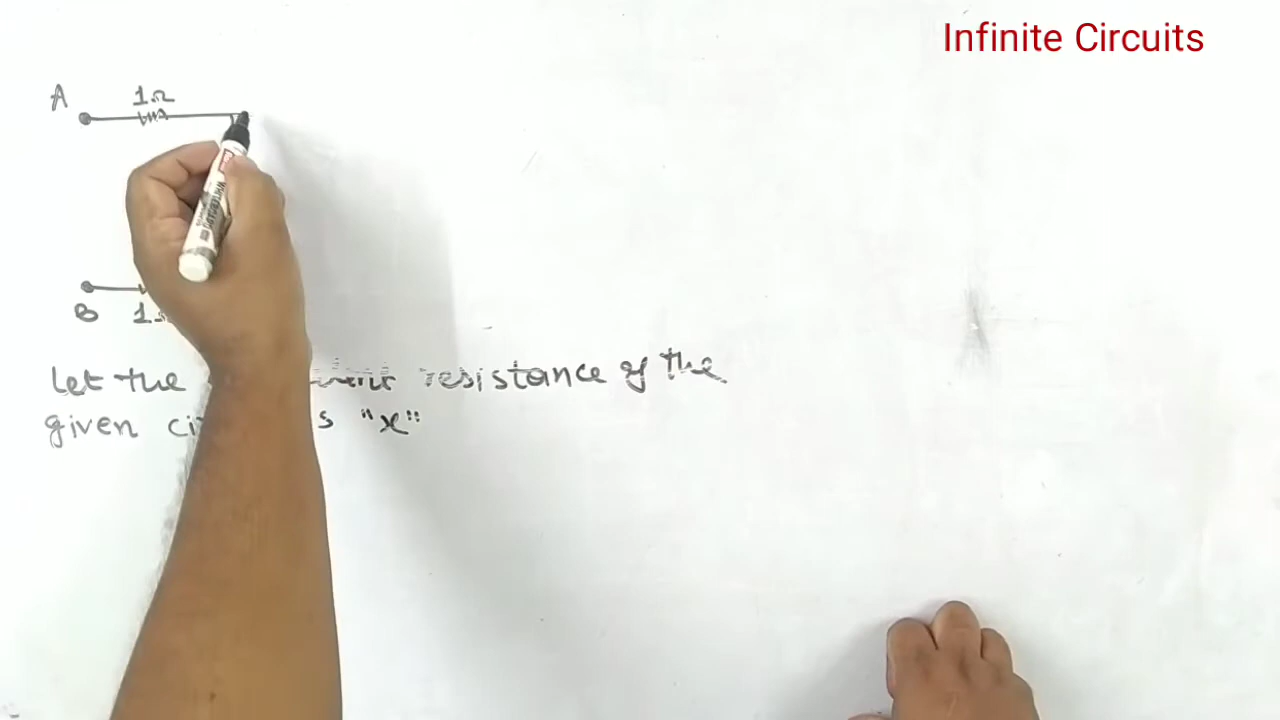 Infinite Circuits
A
1Ω
B
Let the resistance of the
given "x"